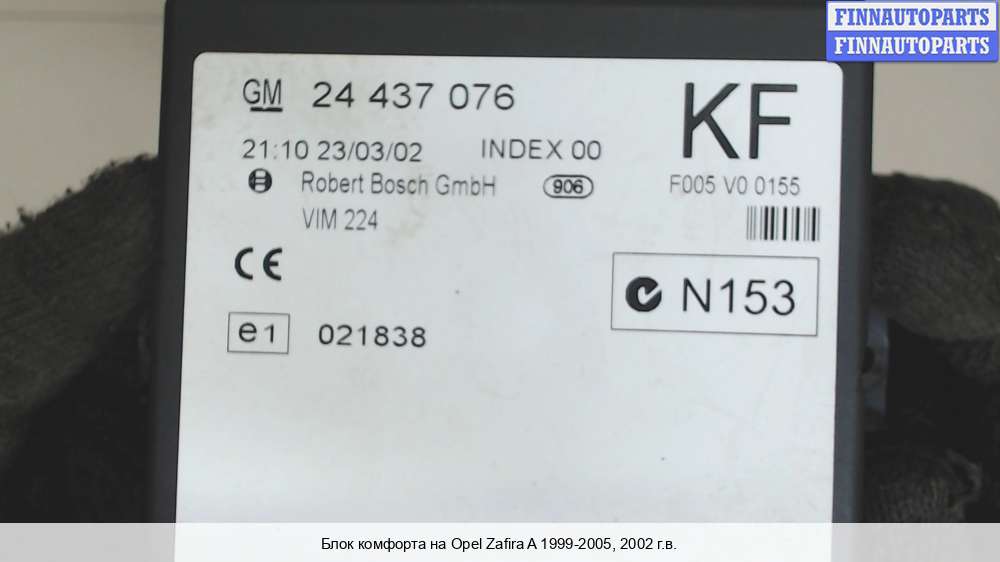 FINNAUTOPARTS
FINNAUTOPARTS
GM 24 437 076
KF
21:10 23/03/02 INDEX 00
Robert Bosch GmbH 906 F005 V0 0155
VIM 224
CE
N153
e1 021838
Блок комфорта на Opel Zafira A 1999-2005, 2002 г.в.